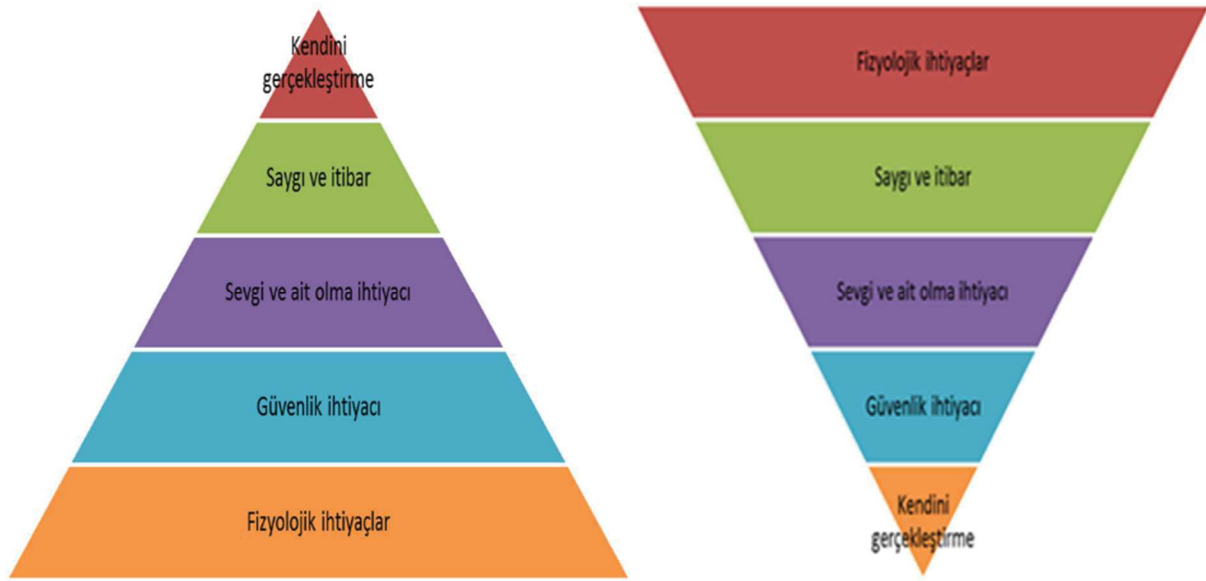 Kendini
gerçekleştirme
Saygı ve itibar
Sevgi ve ait olma ihtiyacı
Güvenlik ihtiyacı
Fizyolojik ihtiyaçlar
Fizyolojik ihtiyaçlar
Saygı ve itibar
Sevgi ve ait olma ihtiyacı
Güvenlik ihtiyacı
Kendini
gerçekleştirme